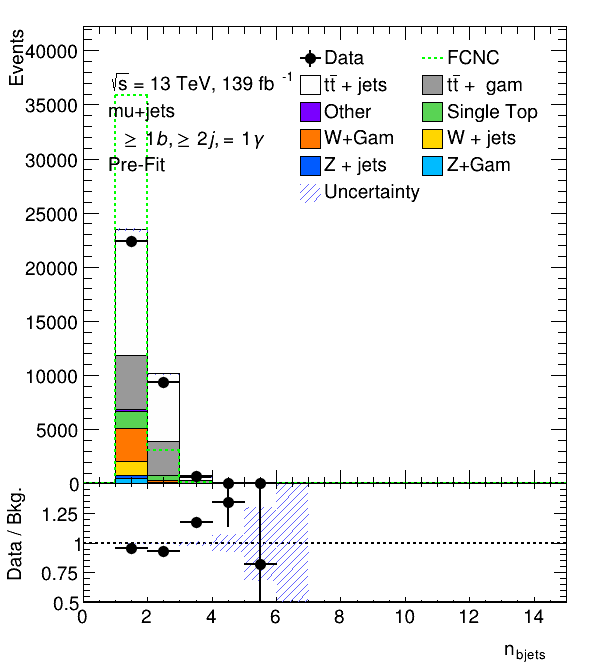 Events
40000
35000
30000
25000
20000
15000
10000
5000
0
√s = 13 TeV, 139 fb⁻¹
mu+jets
≥ 1b, ≥ 2j, = 1γ
Pre-Fit
Data
FCNC
tt̄ + jets
tt̄ + gam
Other
Single Top
W+Gam
W + jets
Z + jets
Z+Gam
Uncertainty
Data / Bkg.
1.25
1
0.75
0.5
0 2 4 6 8 10 12 14
n_bjets